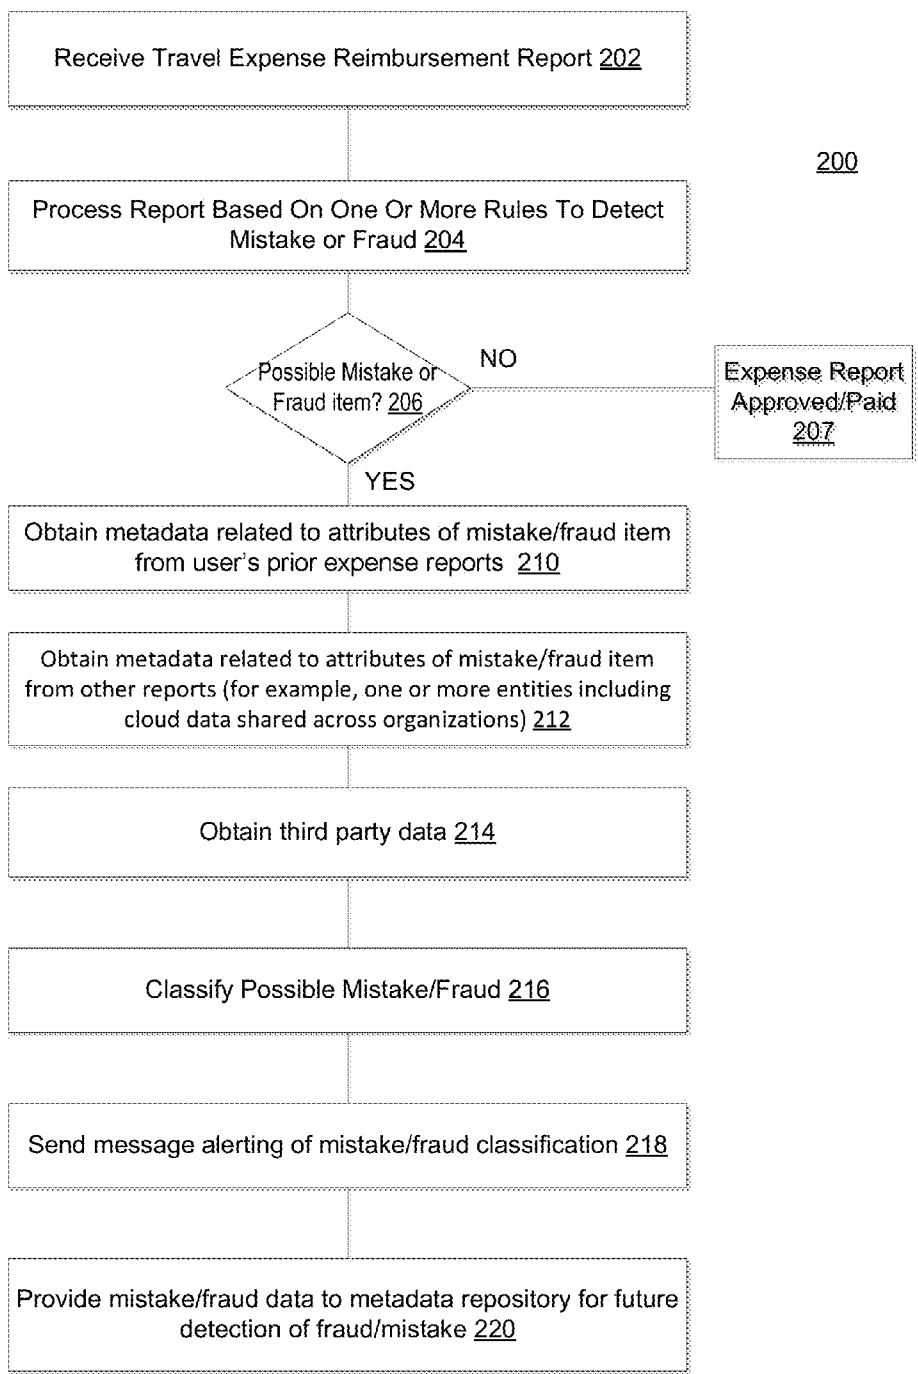 Receive Travel Expense Reimbursement Report 202
200
Process Report Based On One Or More Rules To Detect
Mistake or Fraud 204
Possible Mistake or
Fraud item? 206
NO
Expense Report
Approved/Paid
207
YES
Obtain metadata related to attributes of mistake/fraud item
from user's prior expense reports 210
Obtain metadata related to attributes of mistake/fraud item
from other reports (for example, one or more entities including
cloud data shared across organizations) 212
Obtain third party data 214
Classify Possible Mistake/Fraud 216
Send message alerting of mistake/fraud classification 218
Provide mistake/fraud data to metadata repository for future
detection of fraud/mistake 220